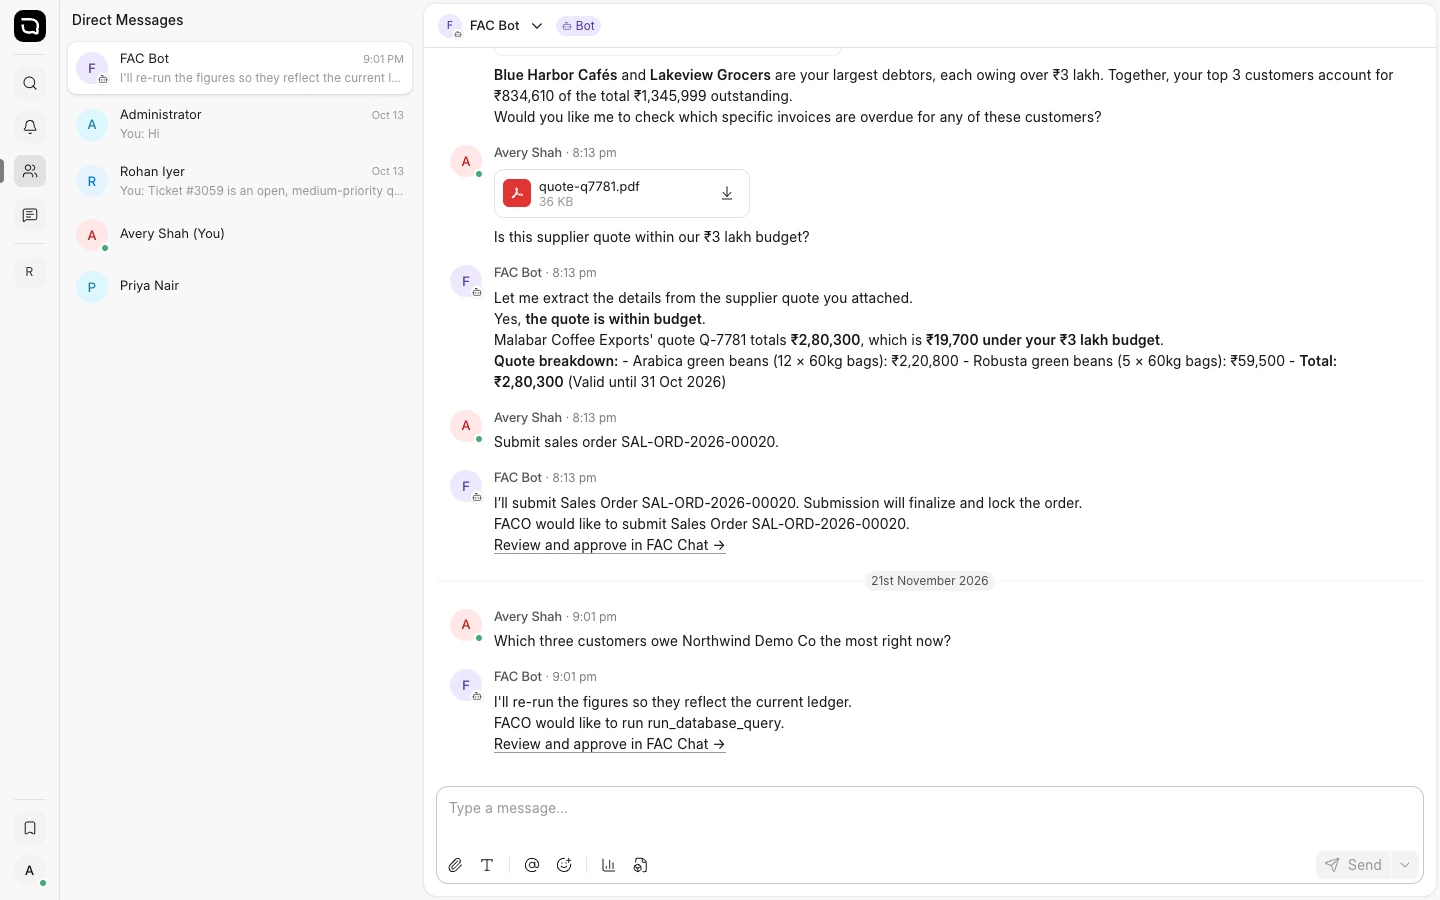 Direct Messages
F
FAC Bot
9:01 PM
I'll re-run the figures so they reflect the current l...
A
Administrator
Oct 13
You: Hi
R
Rohan Iyer
Oct 13
You: Ticket #3059 is an open, medium-priority q...
A
Avery Shah (You)
P
Priya Nair
R
A
F
FAC Bot
Bot
Blue Harbor Cafés and Lakeview Grocers are your largest debtors, each owing over ₹3 lakh. Together, your top 3 customers account for
₹834,610 of the total ₹1,345,999 outstanding.
Would you like me to check which specific invoices are overdue for any of these customers?
A
Avery Shah · 8:13 pm
quote-q7781.pdf
36 KB
Is this supplier quote within our ₹3 lakh budget?
F
FAC Bot · 8:13 pm
Let me extract the details from the supplier quote you attached.
Yes, the quote is within budget.
Malabar Coffee Exports' quote Q-7781 totals ₹2,80,300, which is ₹19,700 under your ₹3 lakh budget.
Quote breakdown: - Arabica green beans (12 × 60kg bags): ₹2,20,800 - Robusta green beans (5 × 60kg bags): ₹59,500 - Total:
₹2,80,300 (Valid until 31 Oct 2026)
A
Avery Shah · 8:13 pm
Submit sales order SAL-ORD-2026-00020.
F
FAC Bot · 8:13 pm
I'll submit Sales Order SAL-ORD-2026-00020. Submission will finalize and lock the order.
FACO would like to submit Sales Order SAL-ORD-2026-00020.
Review and approve in FAC Chat →
21st November 2026
A
Avery Shah · 9:01 pm
Which three customers owe Northwind Demo Co the most right now?
F
FAC Bot · 9:01 pm
I'll re-run the figures so they reflect the current ledger.
FACO would like to run run_database_query.
Review and approve in FAC Chat →
Type a message...
Send